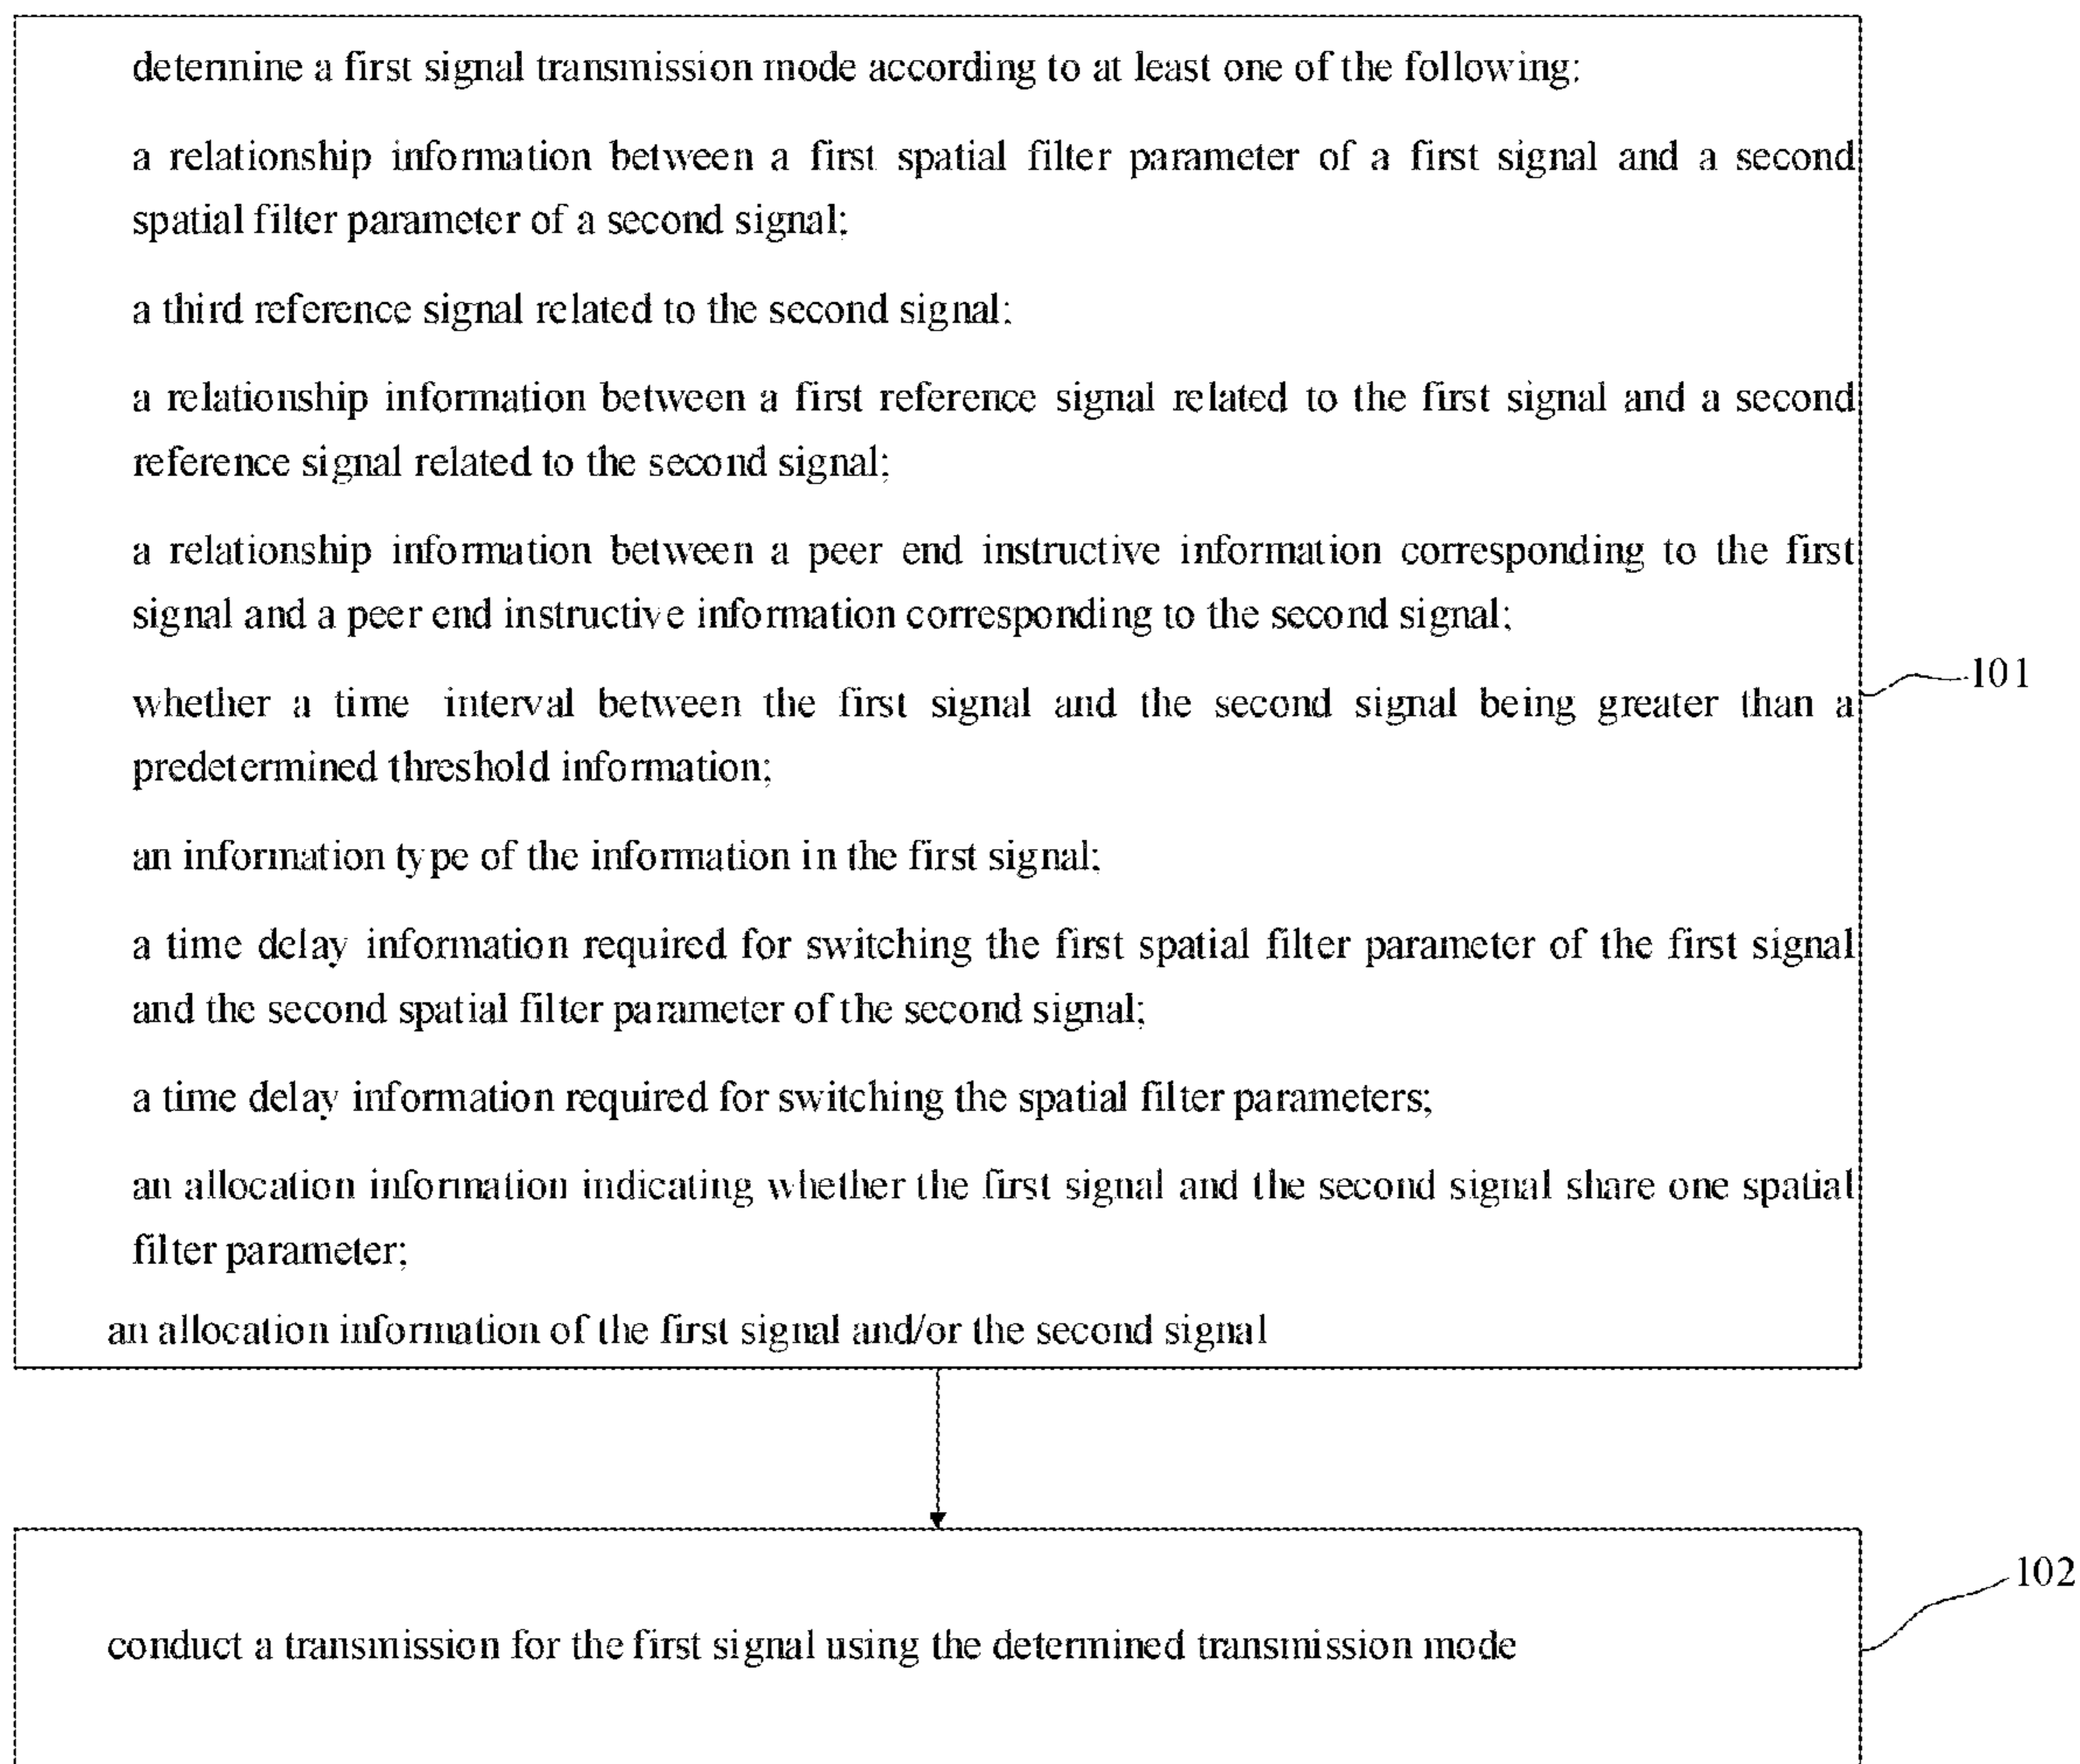 determine a first signal transmission mode according to at least one of the following:
a relationship information between a first spatial filter parameter of a first signal and a second
spatial filter parameter of a second signal;
a third reference signal related to the second signal;
a relationship information between a first reference signal related to the first signal and a second
reference signal related to the second signal;
a relationship information between a peer end instructive information corresponding to the first
signal and a peer end instructive information corresponding to the second signal;
whether a time interval between the first signal and the second signal being greater than a
predetermined threshold information;
an information type of the information in the first signal;
a time delay information required for switching the first spatial filter parameter of the first signal
and the second spatial filter parameter of the second signal;
a time delay information required for switching the spatial filter parameters;
an allocation information indicating whether the first signal and the second signal share one spatial
filter parameter;
an allocation information of the first signal and/or the second signal
101
conduct a transmission for the first signal using the determined transmission mode
102